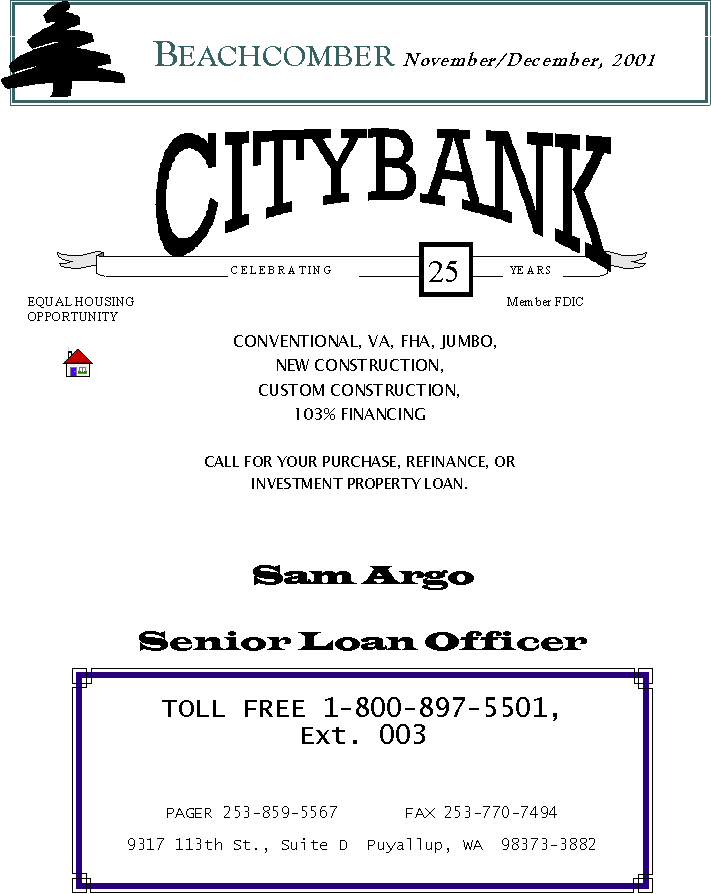 BEACHCOMBER November/December, 2001
CITYBANK
CELEBRATING 25 YEARS
EQUAL HOUSING
OPPORTUNITY
Member FDIC
CONVENTIONAL, VA, FHA, JUMBO,
NEW CONSTRUCTION,
CUSTOM CONSTRUCTION,
103% FINANCING
CALL FOR YOUR PURCHASE, REFINANCE, OR
INVESTMENT PROPERTY LOAN.
Sam Argo
Senior Loan Officer
TOLL FREE 1-800-897-5501,
Ext. 003
PAGER 253-859-5567 FAX 253-770-7494
9317 113th St., Suite D Puyallup, WA 98373-3882